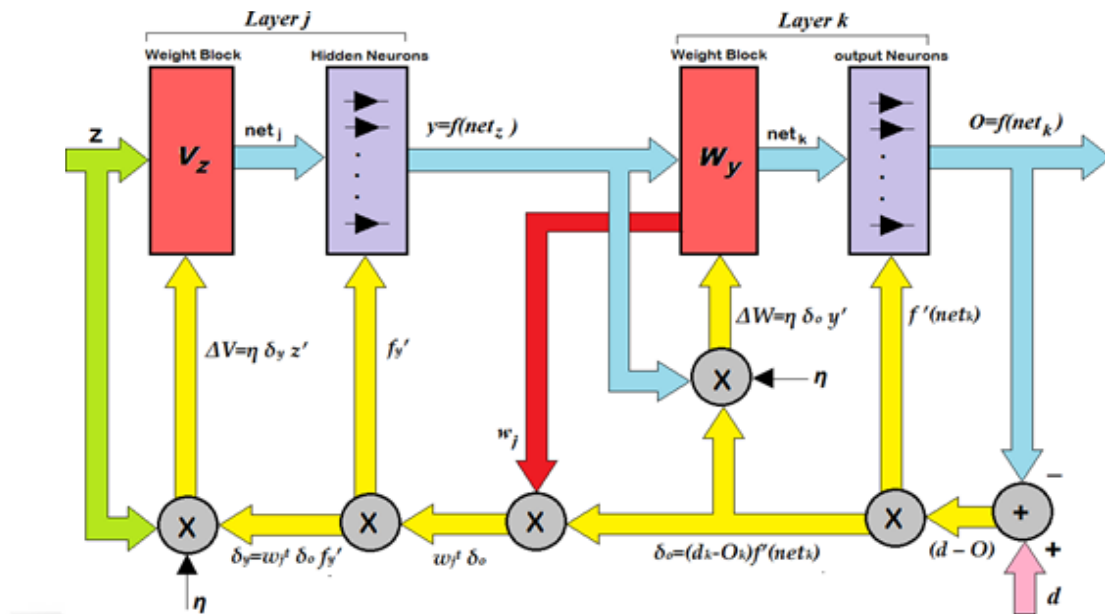 Layer j
Layer k
Weight Block
Hidden Neurons
Weight Block
output Neurons
z
V_z
net_j
y=f(net_z )
W_y
net_k
O=f(net_k)
ΔV=η δ_y z'
f_y'
ΔW=η δ_o y'
f '(net_k)
X
η
w_j
−
X
X
X
X
+
δ_y=w_j^t δ_o f_y'
w_j^t δ_o
δ_o=(d_k-O_k)f '(net_k)
(d – O)
+
η
d